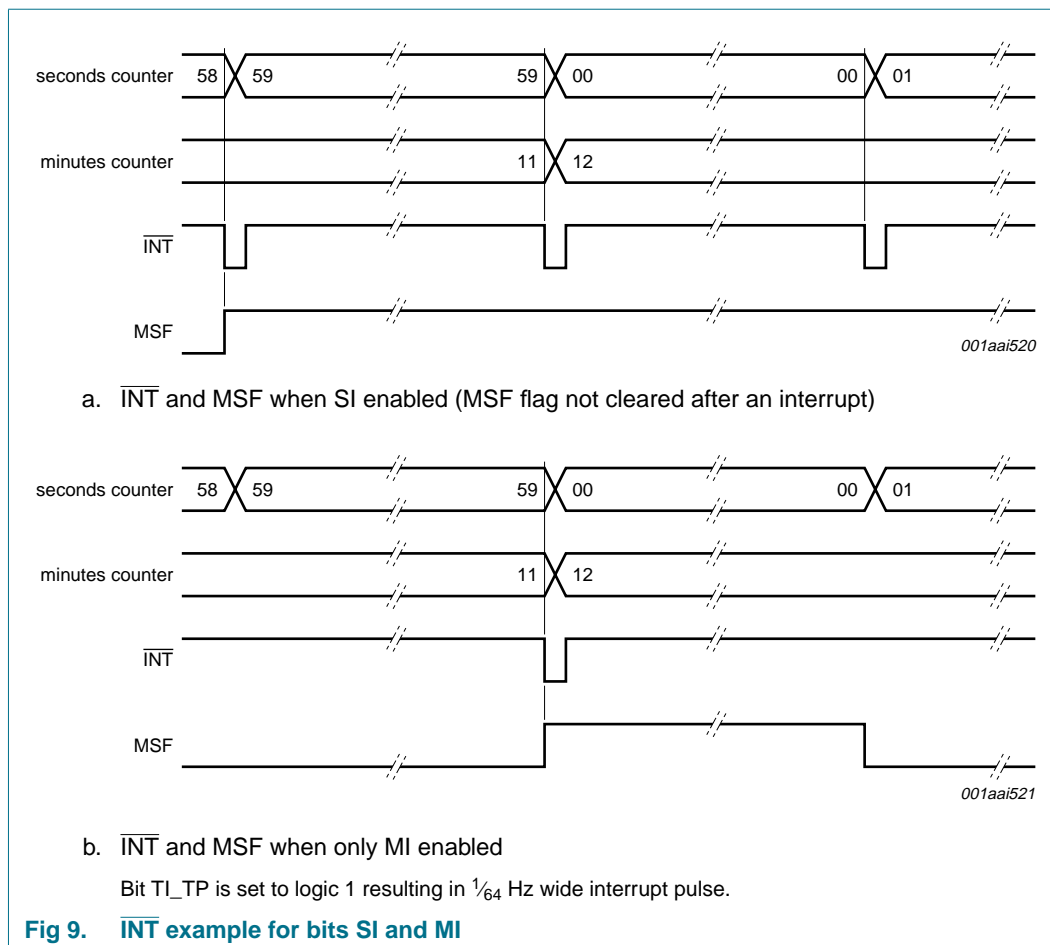 seconds counter 58 59 59 00 00 01
minutes counter 11 12
INT
MSF
001aai520
a. INT and MSF when SI enabled (MSF flag not cleared after an interrupt)
seconds counter 58 59 59 00 00 01
minutes counter 11 12
INT
MSF
001aai521
b. INT and MSF when only MI enabled
Bit TI_TP is set to logic 1 resulting in 1⁄64 Hz wide interrupt pulse.
Fig 9. INT example for bits SI and MI